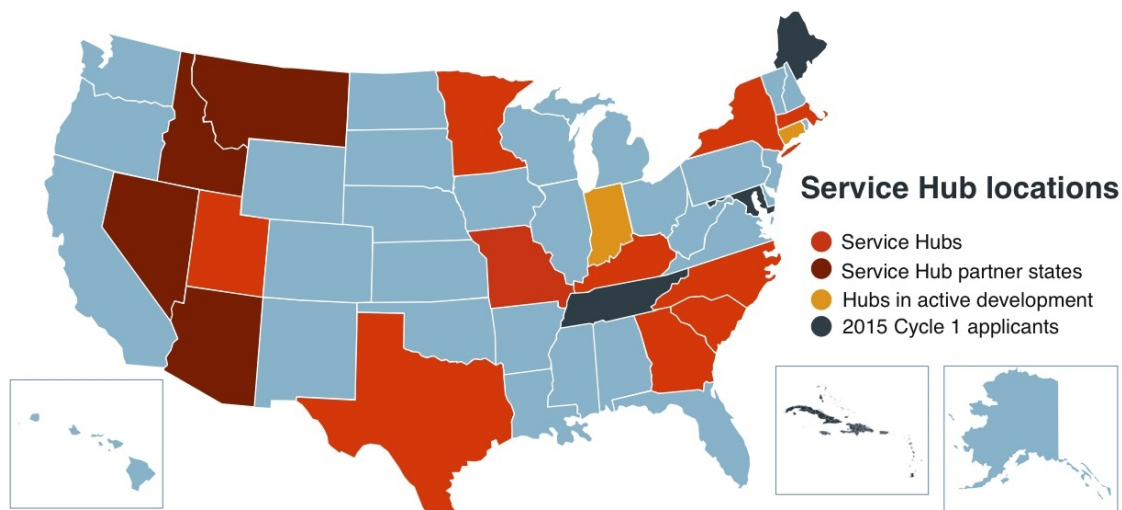 Service Hub locations
Service Hubs
Service Hub partner states
Hubs in active development
2015 Cycle 1 applicants